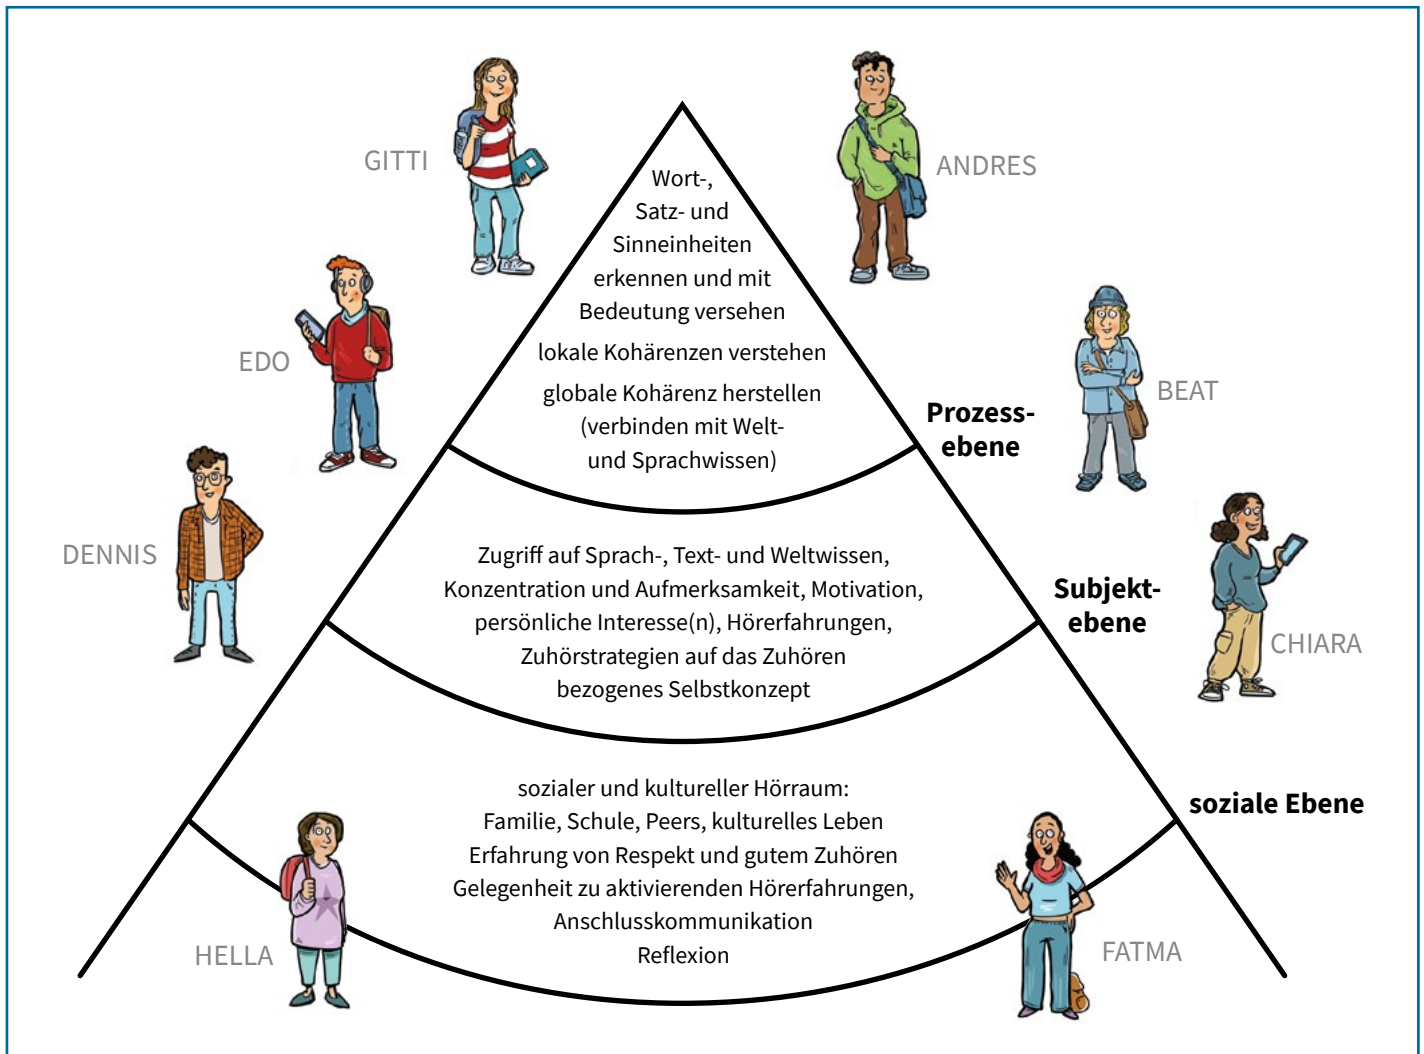 GITTI
ANDRES
Wort-,
Satz- und
Sinneinheiten
erkennen und mit
Bedeutung versehen
lokale Kohärenzen verstehen
globale Kohärenz herstellen
(verbinden mit Welt-
und Sprachwissen)
EDO
BEAT
Prozess-
ebene
DENNIS
Zugriff auf Sprach-, Text- und Weltwissen,
Konzentration und Aufmerksamkeit, Motivation,
persönliche Interesse(n), Hörerfahrungen,
Zuhörstrategien auf das Zuhören
bezogenes Selbstkonzept
Subjekt-
ebene
CHIARA
sozialer und kultureller Hörraum:
Familie, Schule, Peers, kulturelles Leben
Erfahrung von Respekt und gutem Zuhören
Gelegenheit zu aktivierenden Hörerfahrungen,
Anschlusskommunikation
Reflexion
soziale Ebene
HELLA
FATMA